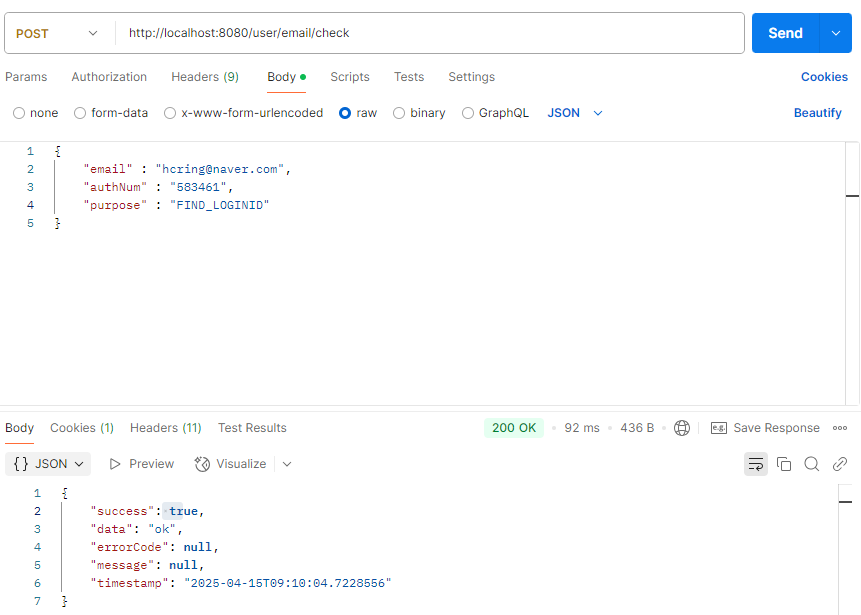 POST http://localhost:8080/user/email/check Send
Params Authorization Headers (9) Body Scripts Tests Settings Cookies
none form-data x-www-form-urlencoded raw binary GraphQL JSON Beautify
1 {
2 "email" : "hcring@naver.com",
3 "authNum" : "583461",
4 "purpose" : "FIND_LOGINID"
5 }
Body Cookies (1) Headers (11) Test Results 200 OK 92 ms 436 B e.g. Save Response
{} JSON Preview Visualize
1 {
2 "success": true,
3 "data": "ok",
4 "errorCode": null,
5 "message": null,
6 "timestamp": "2025-04-15T09:10:04.7228556"
7 }